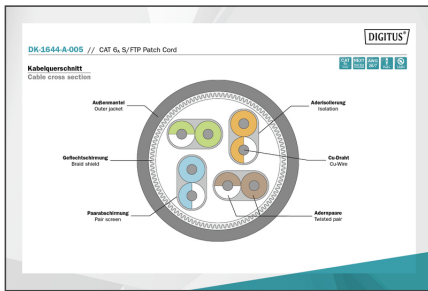 DIGITUS®
DK-1644-A-005 // CAT 6A S/FTP Patch Cord
Kabelquerschnitt
Cable cross section
Außenmantel
Outer jacket
Aderisolierung
Isolation
Geflechtschirmung
Braid shield
Cu-Draht
Cu-Wire
Paarabschirmung
Pair screen
Adernpaare
Twisted pair